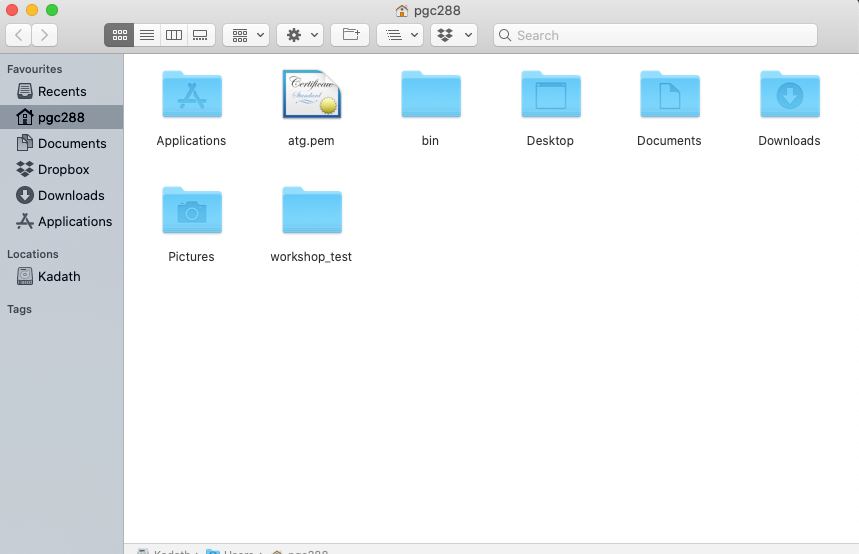 pgc288
Search
Favourites
Recents
pgc288
Documents
Dropbox
Downloads
Applications
Locations
Kadath
Tags
Applications
atg.pem
bin
Desktop
Documents
Downloads
Pictures
workshop_test
Kadath › Users › pgc288